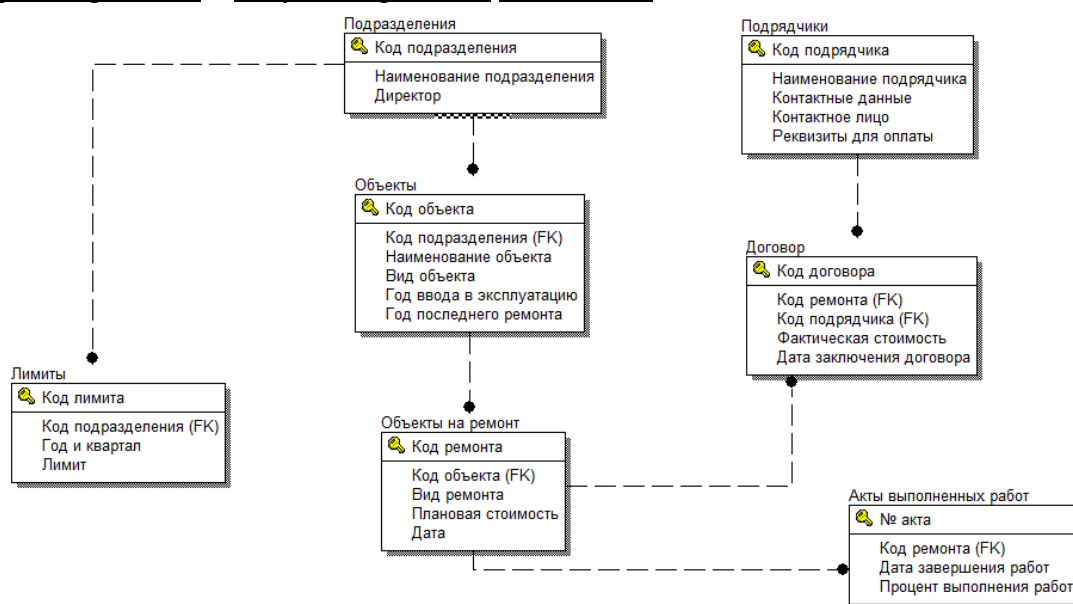 Подразделения
Код подразделения
Наименование подразделения
Директор
Подрядчики
Код подрядчика
Наименование подрядчика
Контактные данные
Контактное лицо
Реквизиты для оплаты
Объекты
Код объекта
Код подразделения (FK)
Наименование объекта
Вид объекта
Год ввода в эксплуатацию
Год последнего ремонта
Договор
Код договора
Код ремонта (FK)
Код подрядчика (FK)
Фактическая стоимость
Дата заключения договора
Лимиты
Код лимита
Код подразделения (FK)
Год и квартал
Лимит
Объекты на ремонт
Код ремонта
Код объекта (FK)
Вид ремонта
Плановая стоимость
Дата
Акты выполненных работ
№ акта
Код ремонта (FK)
Дата завершения работ
Процент выполнения работ